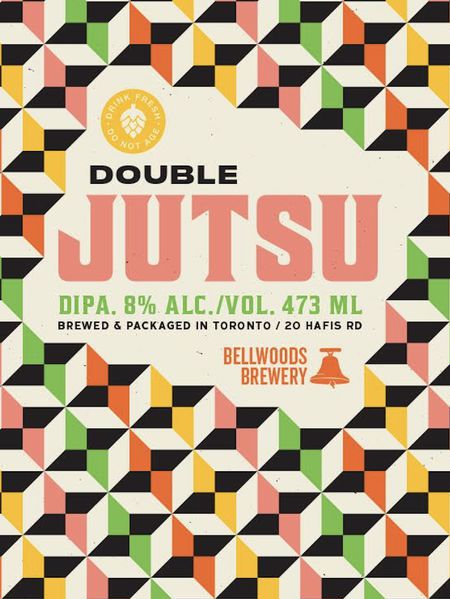 DRINK FRESH
DO NOT AGE
DOUBLE
JUTSU
DIPA. 8% ALC./VOL. 473 ML
BREWED & PACKAGED IN TORONTO / 20 HAFIS RD
BELLWOODS
BREWERY